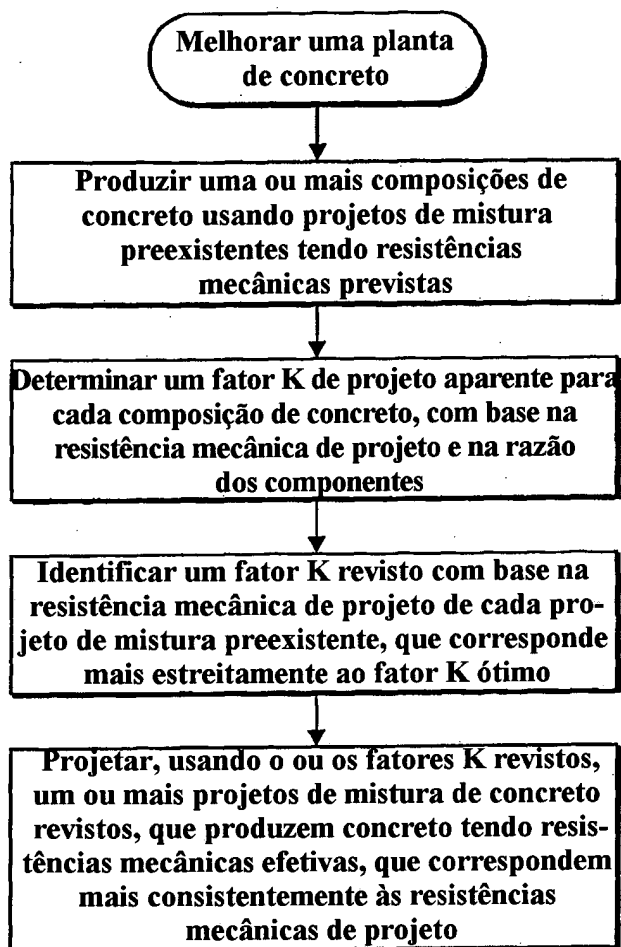 Melhorar uma planta
de concreto
Produzir uma ou mais composições de
concreto usando projetos de mistura
preexistentes tendo resistências
mecânicas previstas
Determinar um fator K de projeto aparente para
cada composição de concreto, com base na
resistência mecânica de projeto e na razão
dos componentes
Identificar um fator K revisto com base na
resistência mecânica de projeto de cada pro-
jeto de mistura preexistente, que corresponde
mais estreitamente ao fator K ótimo
Projetar, usando o ou os fatores K revistos,
um ou mais projetos de mistura de concreto
revistos, que produzem concreto tendo resis-
tências mecânicas efetivas, que correspondem
mais consistentemente às resistências
mecânicas de projeto